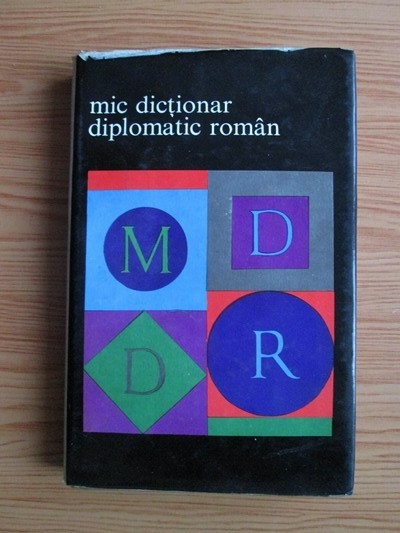 mic dicționar
diplomatic român
M D
D R